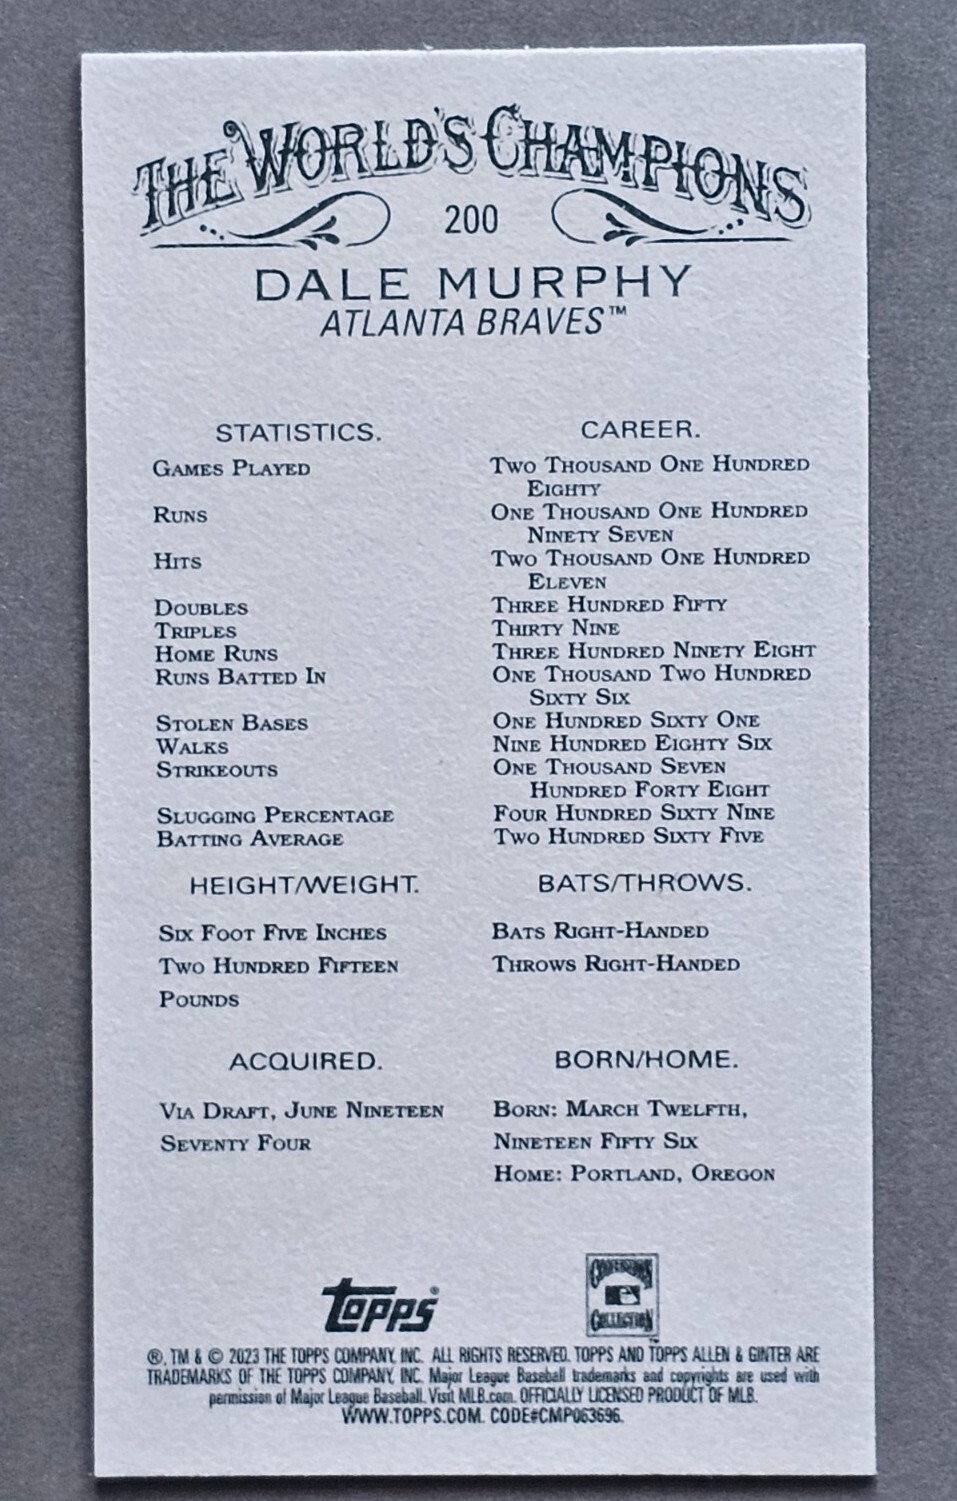 THE WORLD'S CHAMPIONS
200
DALE MURPHY
ATLANTA BRAVES™
STATISTICS. CAREER.
GAMES PLAYED TWO THOUSAND ONE HUNDRED
EIGHTY
RUNS ONE THOUSAND ONE HUNDRED
NINETY SEVEN
HITS TWO THOUSAND ONE HUNDRED
ELEVEN
DOUBLES THREE HUNDRED FIFTY
TRIPLES THIRTY NINE
HOME RUNS THREE HUNDRED NINETY EIGHT
RUNS BATTED IN ONE THOUSAND TWO HUNDRED
SIXTY SIX
STOLEN BASES ONE HUNDRED SIXTY ONE
WALKS NINE HUNDRED EIGHTY SIX
STRIKEOUTS ONE THOUSAND SEVEN
HUNDRED FORTY EIGHT
SLUGGING PERCENTAGE FOUR HUNDRED SIXTY NINE
BATTING AVERAGE TWO HUNDRED SIXTY FIVE
HEIGHT/WEIGHT. BATS/THROWS.
SIX FOOT FIVE INCHES BATS RIGHT-HANDED
TWO HUNDRED FIFTEEN THROWS RIGHT-HANDED
POUNDS
ACQUIRED. BORN/HOME.
VIA DRAFT, JUNE NINETEEN BORN: MARCH TWELFTH,
SEVENTY FOUR NINETEEN FIFTY SIX
HOME: PORTLAND, OREGON
COOPERSTOWN
topps®
COLLECTION™
®, TM & © 2023 THE TOPPS COMPANY, INC. ALL RIGHTS RESERVED. TOPPS AND TOPPS ALLEN & GINTER ARE
TRADEMARKS OF THE TOPPS COMPANY, INC. Major League Baseball trademarks and copyrights are used with
permission of Major League Baseball. Visit MLB.com. OFFICIALLY LICENSED PRODUCT OF MLB.
WWW.TOPPS.COM. CODE#CMP063696.